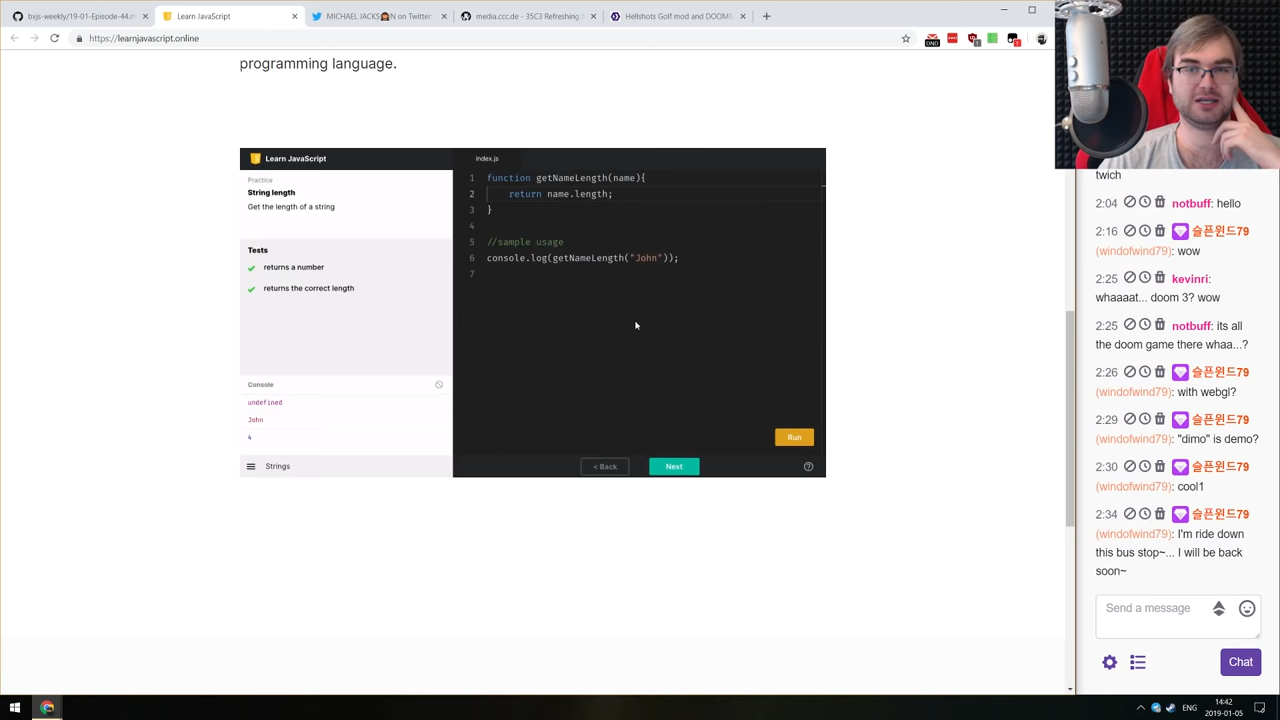 bxjs-weekly/19-01-Episode-44.m
Learn JavaScript
MICHAEL JACKS
N on Twitter:
media.ccc.de - 35C3 Refreshing
Hellshots Golf mod and DOOM
https://learnjavascript.online
programming language.
Learn JavaScript
Practice
String length
Get the length of a string
Tests
returns a number
returns the correct length
Console
undefined
John
4
Strings
index.js
1 function getNameLength(name){
2 return name.length;
3 }
4
5 //sample usage
6 console.log(getNameLength("John"));
7
Run
< Back
Next
twich
2:04 notbuff: hello
2:16 슬픈윈드79
(windofwind79): wow
2:25 kevinri:
whaaaat... doom 3? wow
2:25 notbuff: its all
the doom game there whaa...?
2:26 슬픈윈드79
(windofwind79): with webgl?
2:29 슬픈윈드79
(windofwind79): "dimo" is demo?
2:30 슬픈윈드79
(windofwind79): cool1
2:34 슬픈윈드79
(windofwind79): I'm ride down
this bus stop~... I will be back
soon~
Send a message
Chat
ENG
14:42
2019-01-05